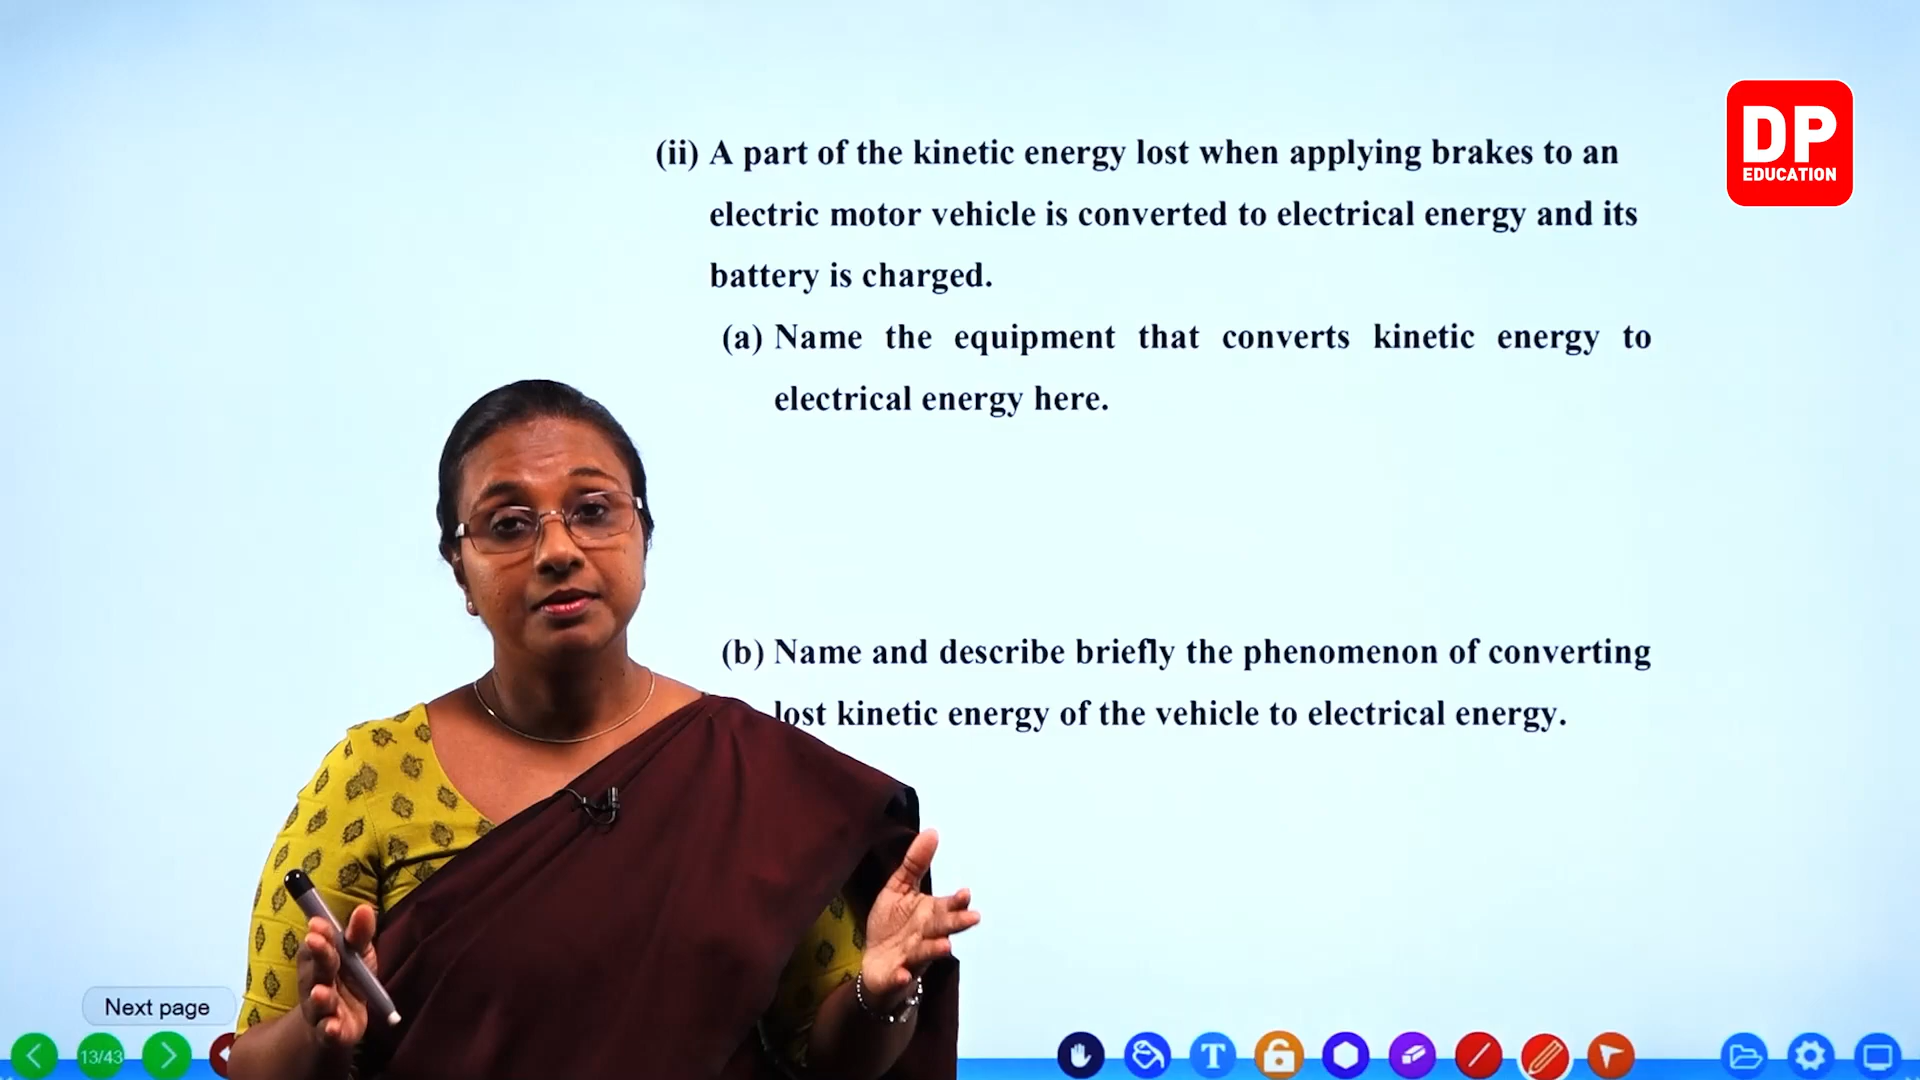 DP
EDUCATION
(ii) A part of the kinetic energy lost when applying brakes to an
electric motor vehicle is converted to electrical energy and its
battery is charged.
(a) Name the equipment that converts kinetic energy to
electrical energy here.
(b) Name and describe briefly the phenomenon of converting
lost kinetic energy of the vehicle to electrical energy.
Next page
13/43
T